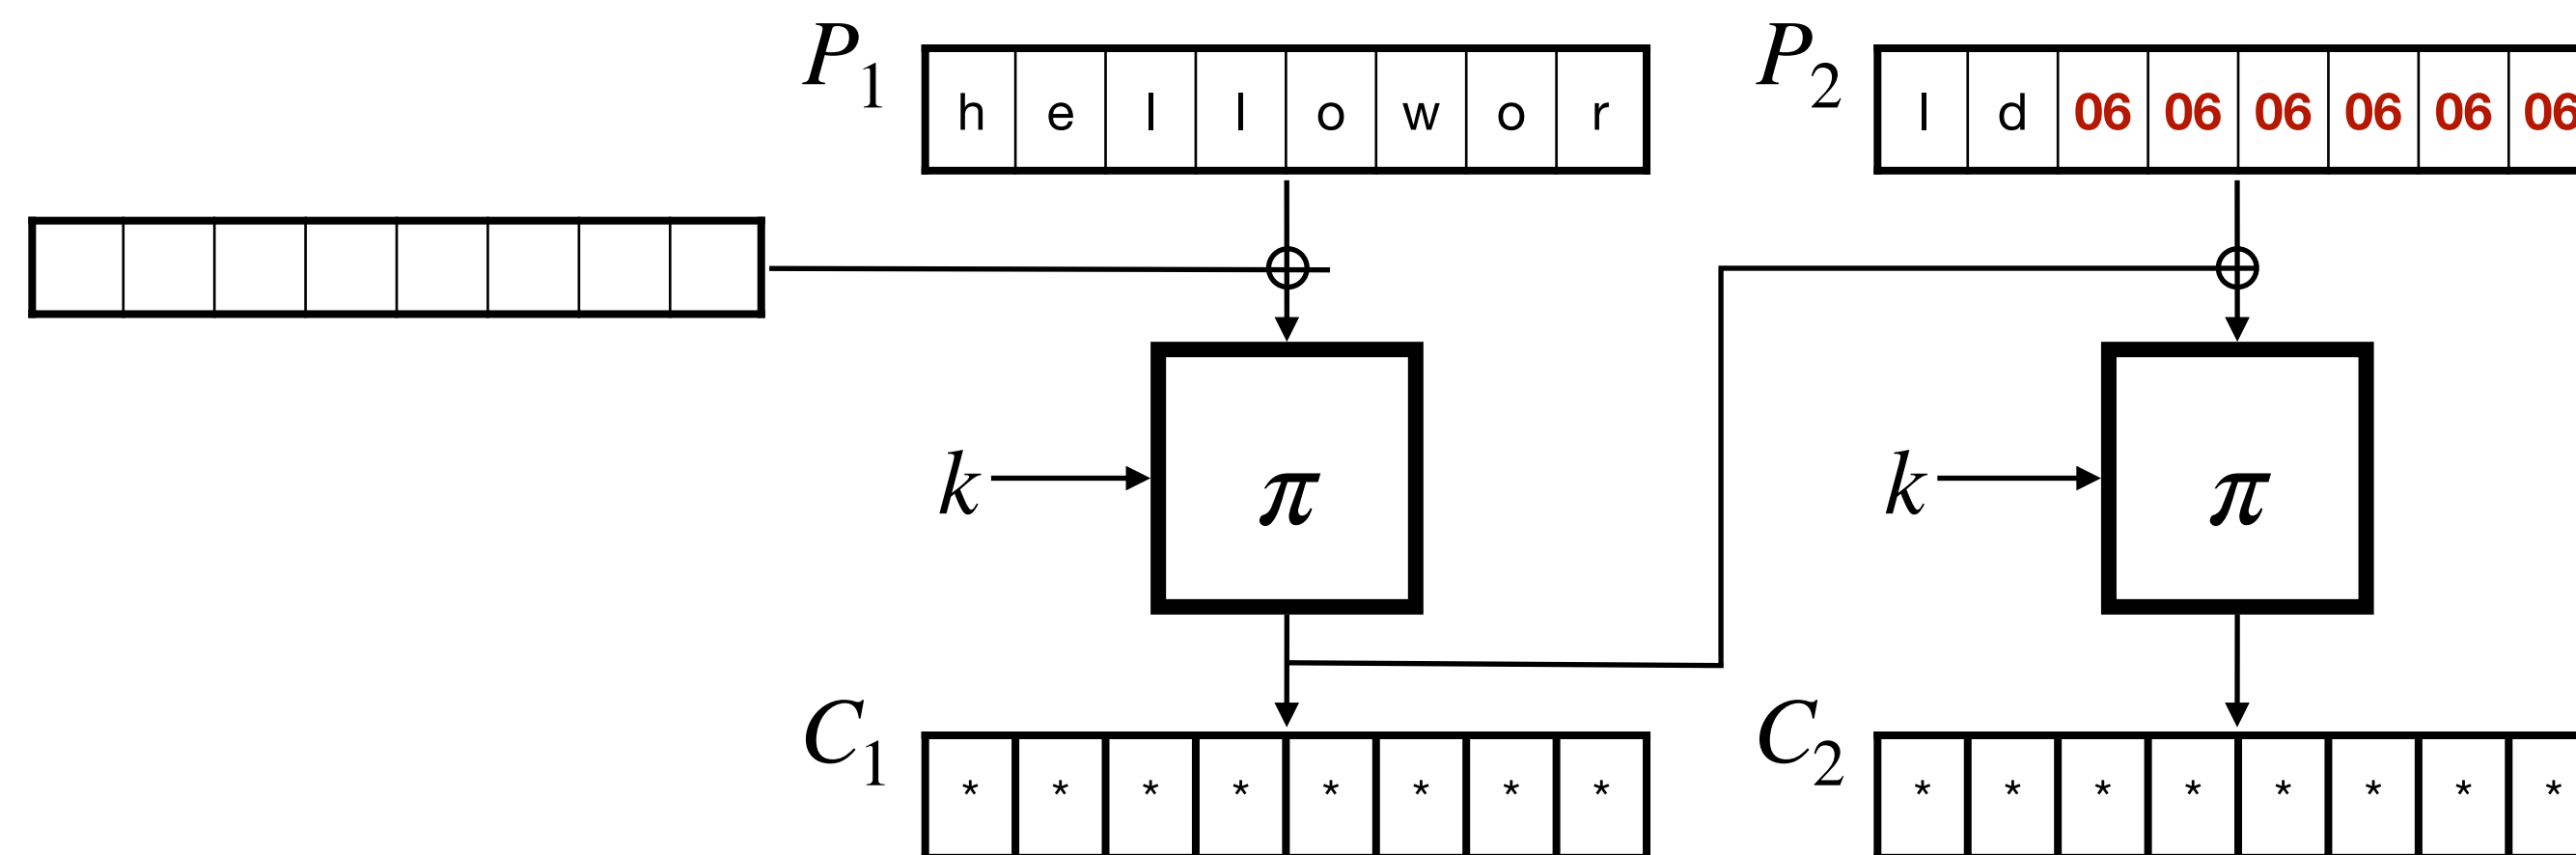 P₁ h e l l o w o r P₂ l d 06 06 06 06 06 06
k π k π
C₁ * * * * * * * * C₂ * * * * * * * *